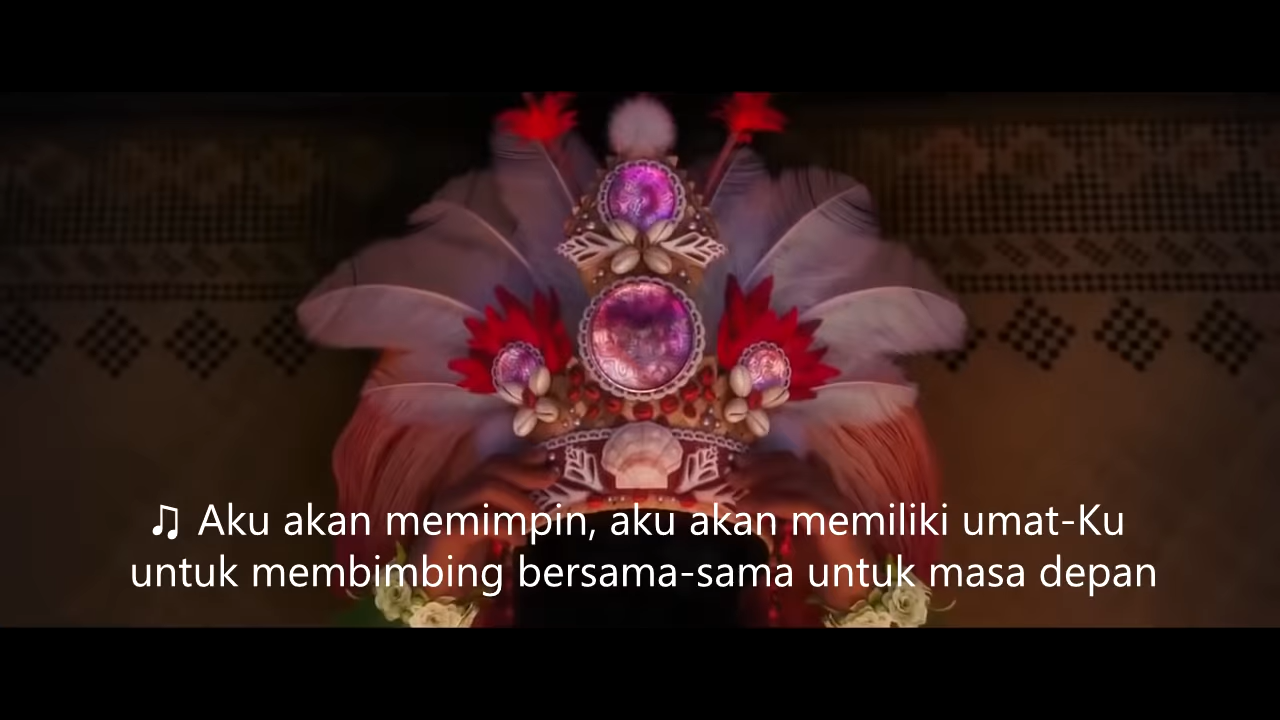 ♫ Aku akan memimpin, aku akan memiliki umat-Ku
untuk membimbing bersama-sama untuk masa depan